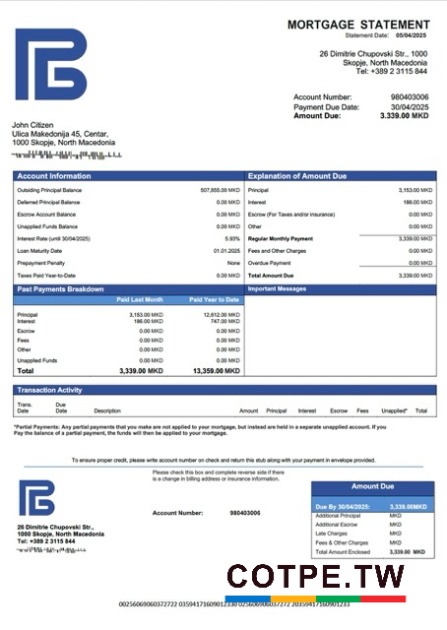 MORTGAGE STATEMENT
Statement Date: 05/04/2025
26 Dimitrie Chupovski Str., 1000
Skopje, North Macedonia
Tel: +389 2 3115 844
Account Number: 980403006
Payment Due Date: 30/04/2025
Amount Due: 3.339.00 MKD
John Citizen
Ulica Makedonija 45, Centar,
1000 Skopje, North Macedonia
Account Information
Outsiding Principal Balance 507,855.00 MKD
Deferred Principal Balance 0.00 MKD
Escrow Account Balance 0.00 MKD
Unapplied Funds Balance 0.00 MKD
Interest Rate (until 30/04/2025) 5.93%
Loan Maturity Date 01.01.2025
Prepayment Penalty None
Taxes Paid Year-to-Date 0.00 MKD
Explanation of Amount Due
Principal 3,153.00 MKD
Interest 186.00 MKD
Escrow (For Taxes and/or insurance) 0.00 MKD
Other 0.00 MKD
Regular Monthly Payment 3,339.00 MKD
Fees and Other Charges 0.00 MKD
Overdue Payment 0.00 MKD
Total Amount Due 3,339.00 MKD
Past Payments Breakdown
Paid Last Month Paid Year to Date
Principal 3,153.00 MKD 12,612.00 MKD
Interest 186.00 MKD 747.00 MKD
Escrow 0.00 MKD 0.00 MKD
Fees 0.00 MKD 0.00 MKD
Other 0.00 MKD 0.00 MKD
Unapplied Funds 0.00 MKD 0.00 MKD
Total 3,339.00 MKD 13,359.00 MKD
Important Messages
Transaction Activity
Trans. Date Due Date Description Amount Principal Interest Escrow Fees Unapplied* Total
*Partial Payments: Any partial payments that you make are not applied to your mortgage, but instead are held in a separate unapplied account. If you
Pay the balance of a partial payment, the funds will then be applied to your mortgage.
To ensure proper credit, please write account number on check and return this stub along with your payment in envelope provided.
Please check this box and complete reverse side if there
is a change in billing address or insurance information.
26 Dimitrie Chupovski Str.,
1000 Skopje, North Macedonia
Tel: +389 2 3115 844
Account Number: 980403006
Amount Due
Due By 30/04/2025: 3,339.00MKD
Additional Principal MKD
Additional Escrow MKD
Late Charges MKD
Fees & Other Charges MKD
Total Amount Enclosed 3,339.00 MKD
COTPE.TW